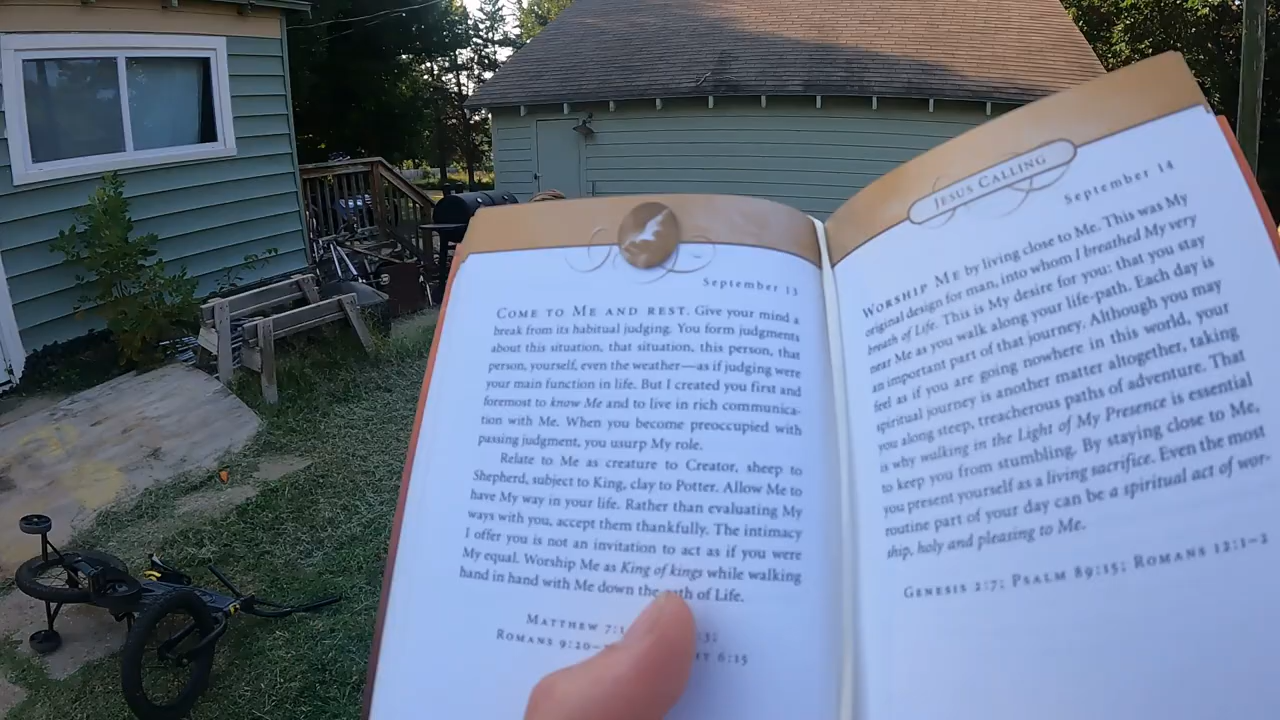 September 13
COME TO ME AND REST. Give your mind a
break from its habitual judging. You form judgments
about this situation, that situation, this person, that
person, yourself, even the weather—as if judging were
your main function in life. But I created you first and
foremost to know Me and to live in rich communica-
tion with Me. When you become preoccupied with
passing judgment, you usurp My role.
Relate to Me as creature to Creator, sheep to
Shepherd, subject to King, clay to Potter. Allow Me to
have My way in your life. Rather than evaluating My
ways with you, accept them thankfully. The intimacy
I offer you is not an invitation to act as if you were
My equal. Worship Me as King of kings while walking
hand in hand with Me down the path of Life.
MATTHEW
ROMANS 6:15
JESUS CALLING
September 14
WORSHIP ME by living close to Me. This was My
original design for man, into whom I breathed My very
breath of Life. This is My desire for you: that you stay
near Me as you walk along your life-path. Each day is
an important part of that journey. Although you may
feel as if you are going nowhere in this world, your
spiritual journey is another matter altogether, taking
you along steep, treacherous paths of adventure. That
is why walking in the Light of My Presence is essential
to keep you from stumbling. By staying close to Me,
you present yourself as a living sacrifice. Even the most
routine part of your day can be a spiritual act of wor-
ship, holy and pleasing to Me.
GENESIS 2:7; PSALM 89:15; ROMANS 12:1–2